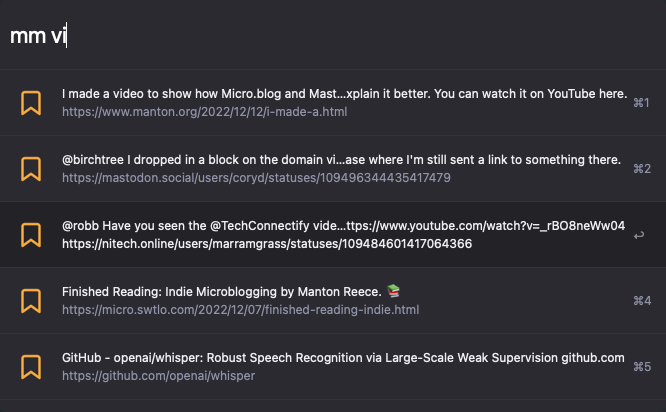 mm vi
I made a video to show how Micro.blog and Mast...xplain it better. You can watch it on YouTube here.
https://www.manton.org/2022/12/12/i-made-a.html
⌘1
@birchtree I dropped in a block on the domain vi...ase where I'm still sent a link to something there.
https://mastodon.social/users/coryd/statuses/109496344435417479
⌘2
@robb Have you seen the @TechConnectify vide...ttps://www.youtube.com/watch?v=_rBO8neWw04
https://nitech.online/users/marramgrass/statuses/109484601417064366
↩
Finished Reading: Indie Microblogging by Manton Reece. 📚
https://micro.swtlo.com/2022/12/07/finished-reading-indie.html
⌘4
GitHub - openai/whisper: Robust Speech Recognition via Large-Scale Weak Supervision github.com
https://github.com/openai/whisper
⌘5